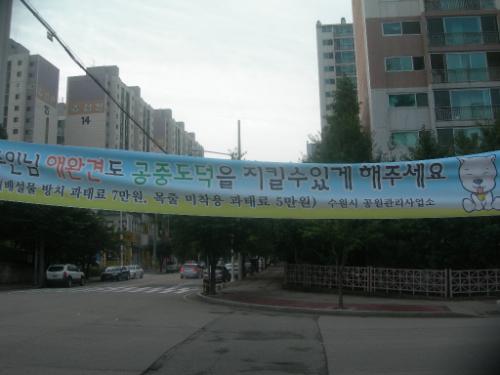 14
인님 애완견도 공중도덕을 지킬수있게 해주세요
배설물 방치 과태료 7만원, 목줄 미착용 과태료 5만원) 수원시 공원관리사업소